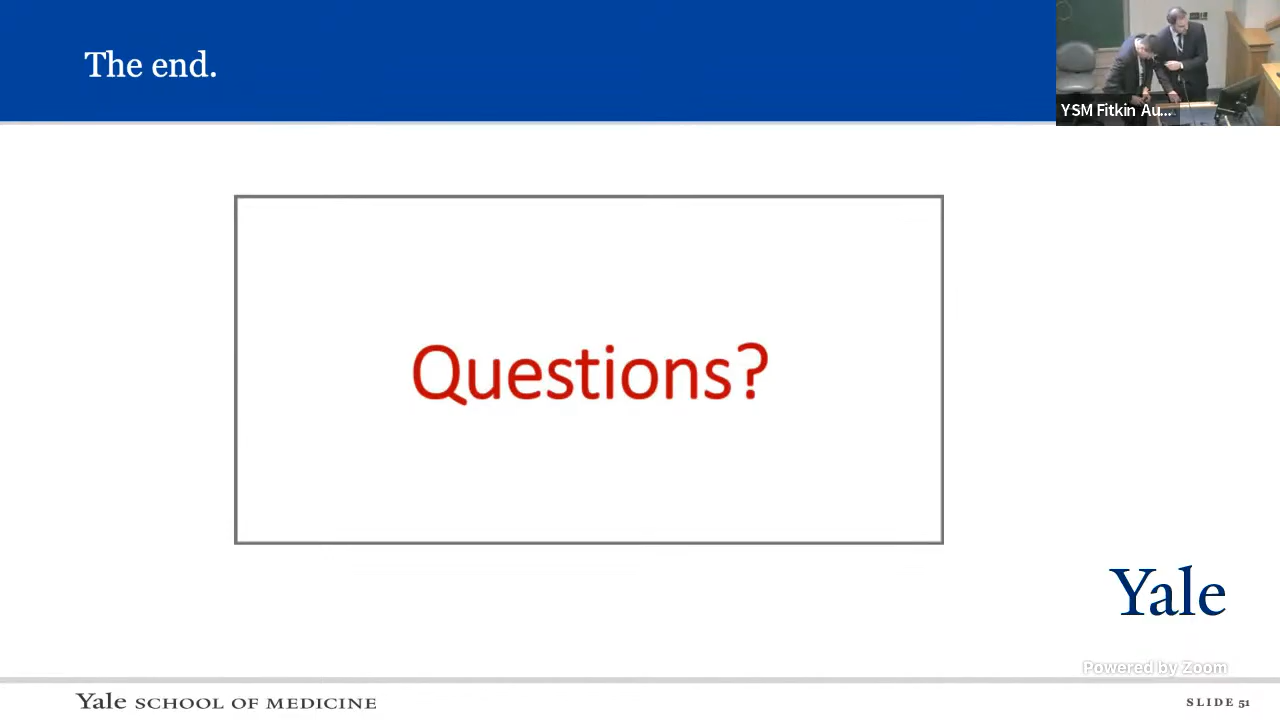 The end.
YSM Fitkin Au...
Questions?
Yale
Powered by Zoom
Yale SCHOOL OF MEDICINE
SLIDE 51